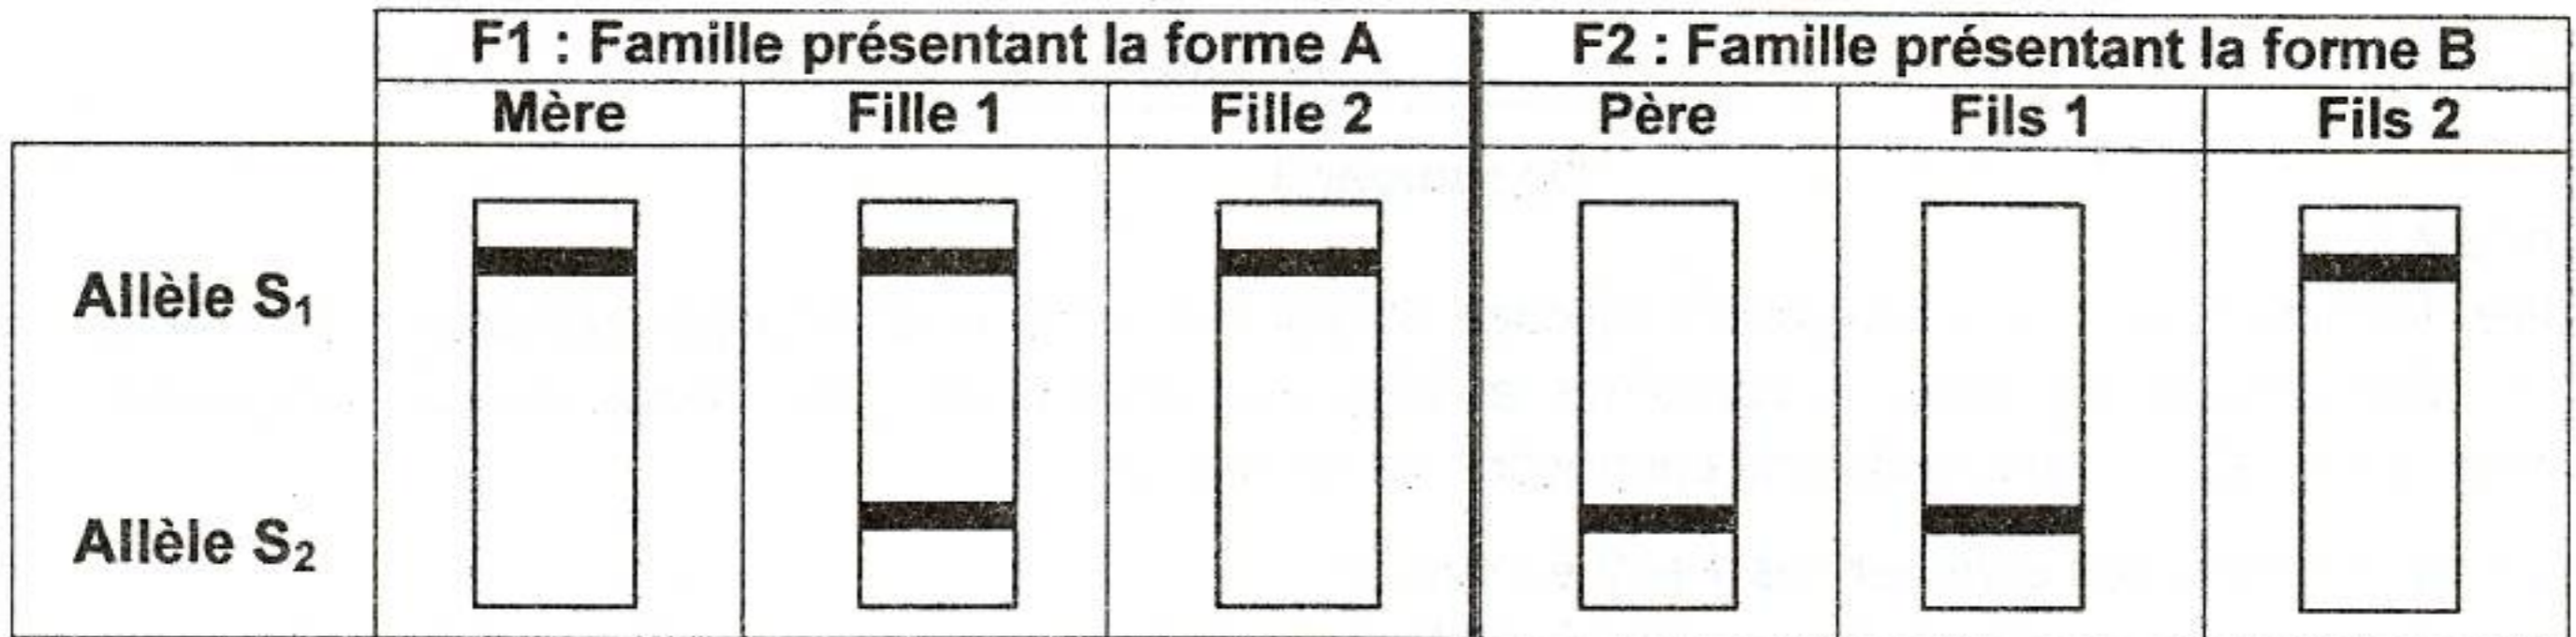 F1 : Famille présentant la forme A
F2 : Famille présentant la forme B
Mère
Fille 1
Fille 2
Père
Fils 1
Fils 2
Allèle S₁
Allèle S₂